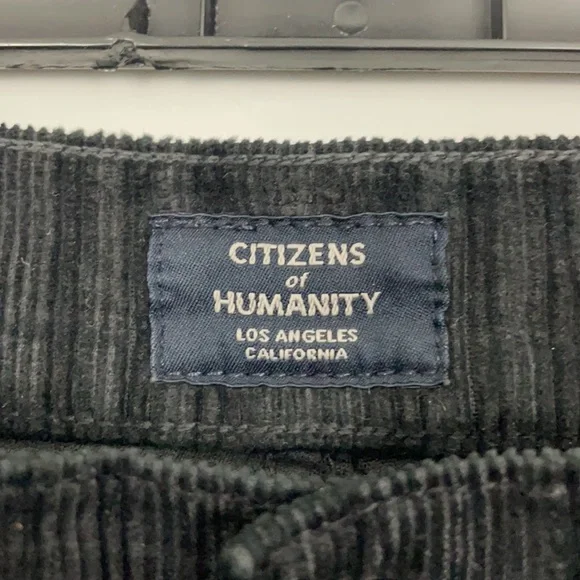 CITIZENS
of
HUMANITY
LOS ANGELES
CALIFORNIA